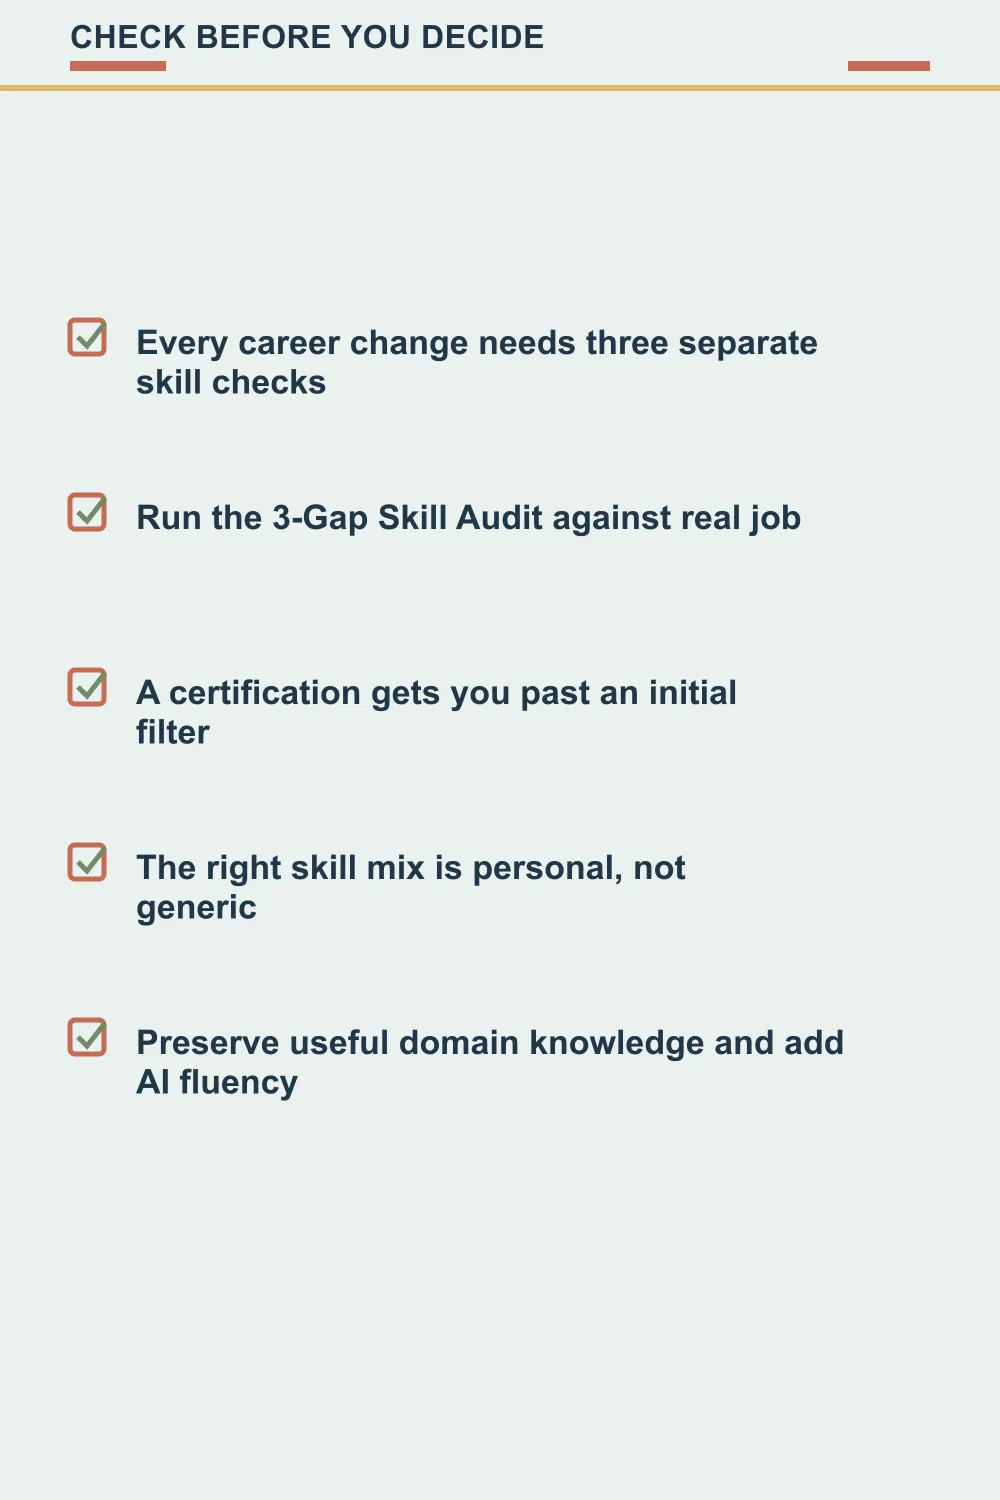 CHECK BEFORE YOU DECIDE
Every career change needs three separate
skill checks
Run the 3-Gap Skill Audit against real job
A certification gets you past an initial
filter
The right skill mix is personal, not
generic
Preserve useful domain knowledge and add
AI fluency